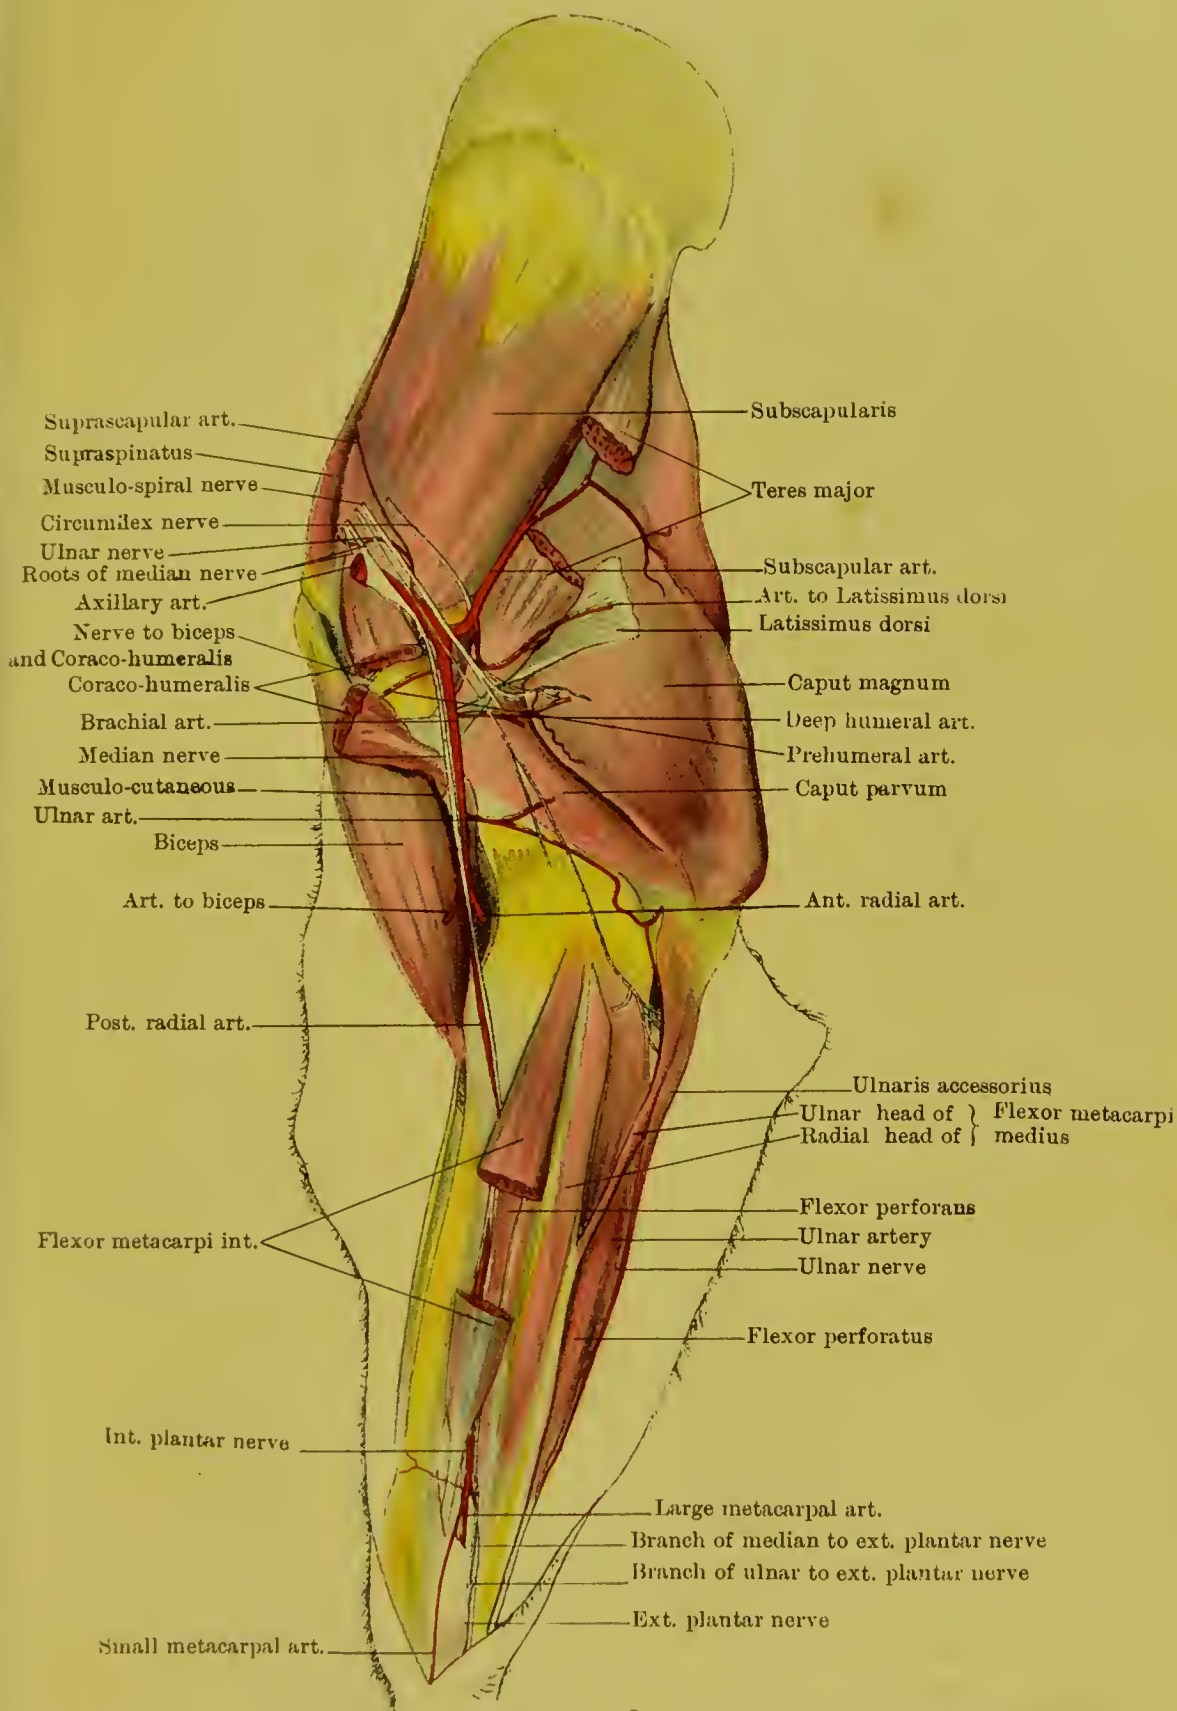 Suprascapular art.
Supraspinatus
Musculo-spiral nerve
Circumflex nerve
Ulnar nerve
Roots of median nerve
Axillary art.
Nerve to biceps
and Coraco-humeralis
Coraco-humeralis
Brachial art.
Median nerve
Musculo-cutaneous
Ulnar art.
Biceps
Art. to biceps
Post. radial art.
Flexor metacarpi int.
Int. plantar nerve
Small metacarpal art.
Subscapularis
Teres major
Subscapular art.
Art. to Latissimus dorsi
Latissimus dorsi
Caput magnum
Deep humeral art.
Prehumeral art.
Caput parvum
Ant. radial art.
Ulnaris accessorius
Ulnar head of } Flexor metacarpi
Radial head of } medius
Flexor perforans
Ulnar artery
Ulnar nerve
Flexor perforatus
Large metacarpal art.
Branch of median to ext. plantar nerve
Branch of ulnar to ext. plantar nerve
Ext. plantar nerve